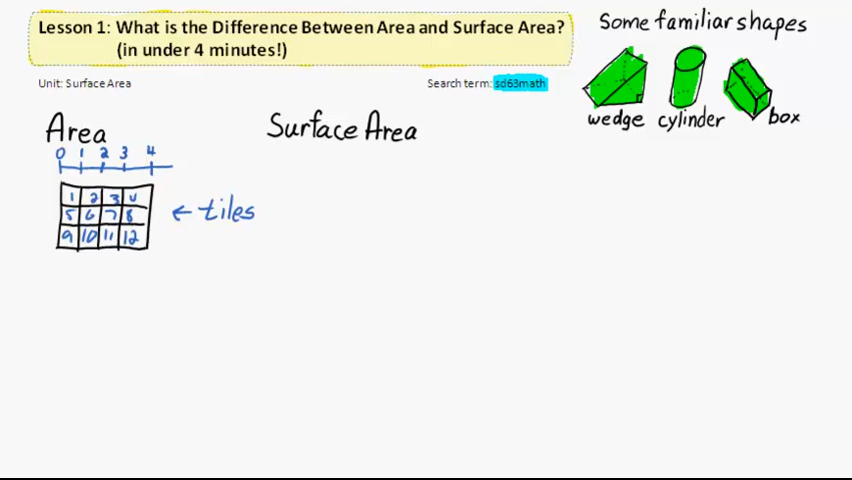 Lesson 1: What is the Difference Between Area and Surface Area?
(in under 4 minutes!)
Some familiar shapes
Unit: Surface Area
Search term: sd63math
wedge cylinder box
Area
Surface Area
0 1 2 3 4
1 2 3 4
5 6 7 8
9 10 11 12
← tiles